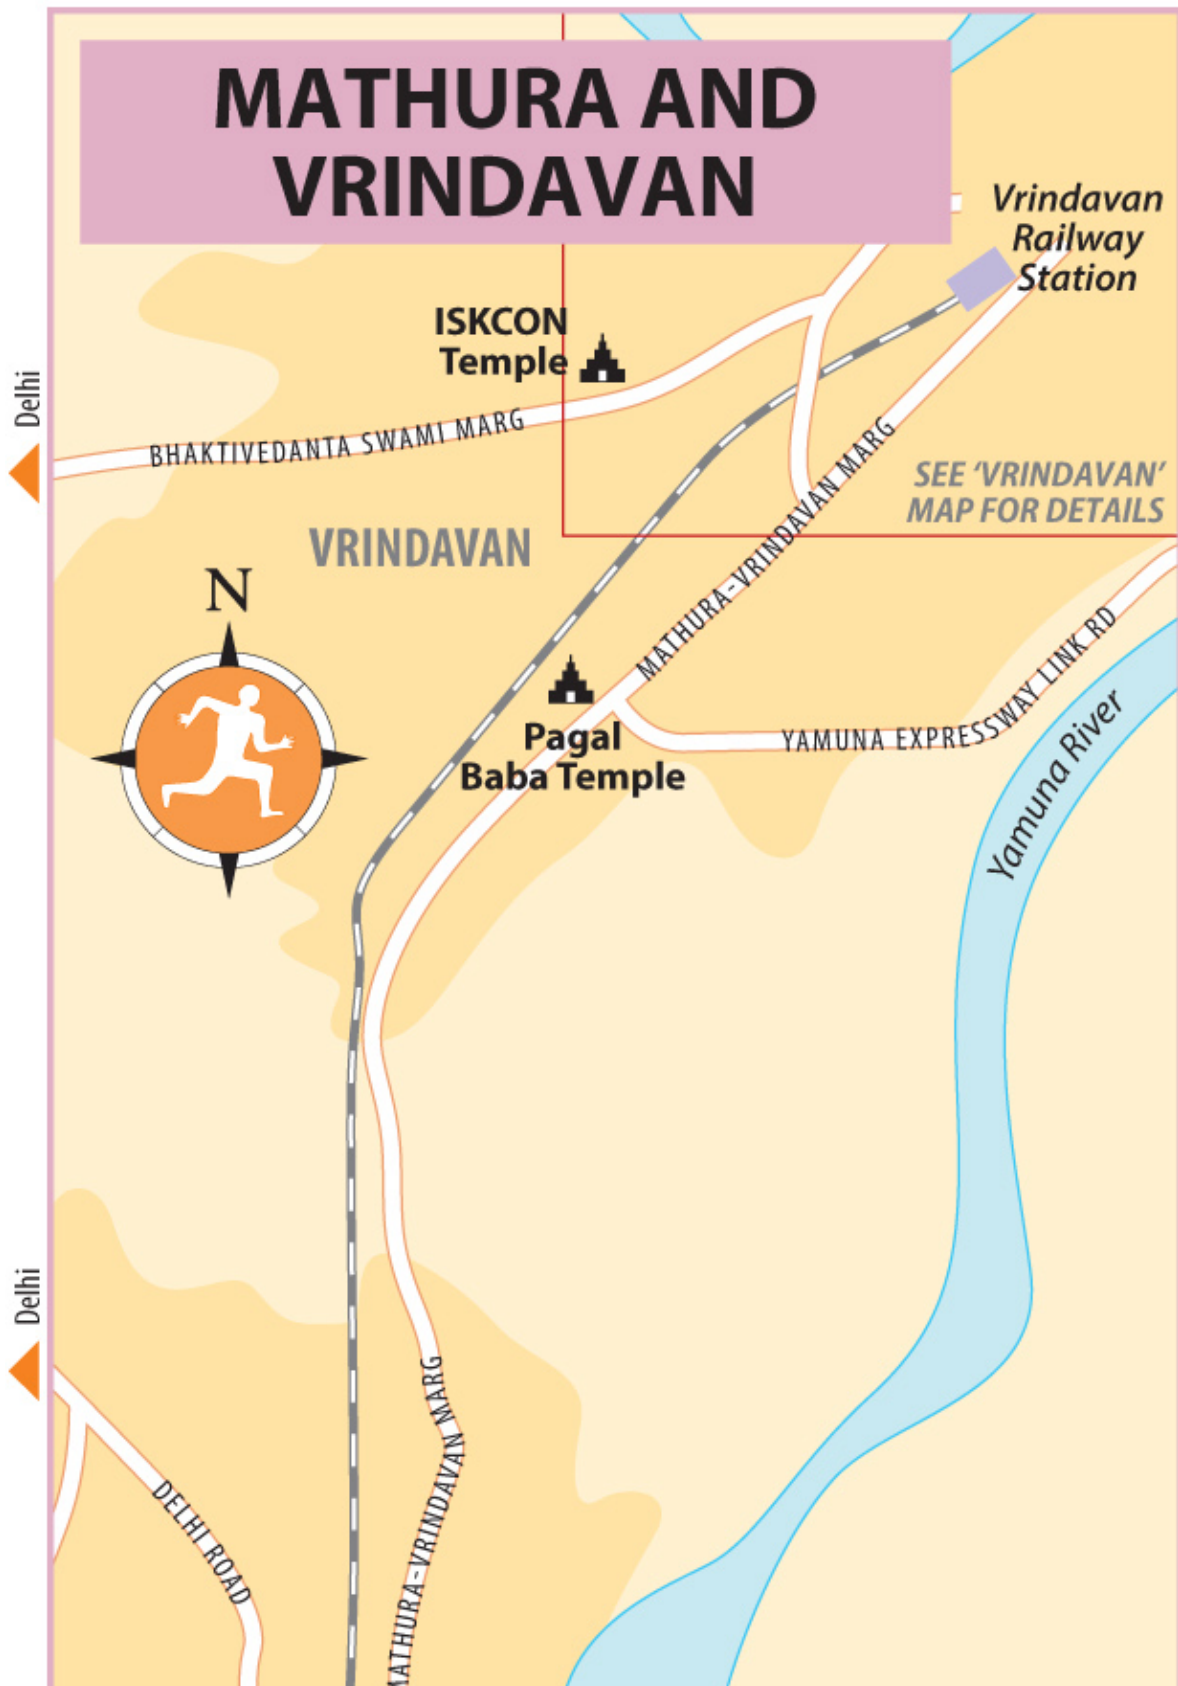 MATHURA AND
VRINDAVAN
Vrindavan
Railway
Station
ISKCON
Temple
Delhi
BHAKTIVEDANTA SWAMI MARG
MATHURA-VRINDAVAN MARG
SEE ‘VRINDAVAN’
MAP FOR DETAILS
VRINDAVAN
N
YAMUNA EXPRESSWAY LINK RD
Yamuna River
Pagal
Baba Temple
Delhi
MATHURA-VRINDAVAN MARG
DELHI ROAD